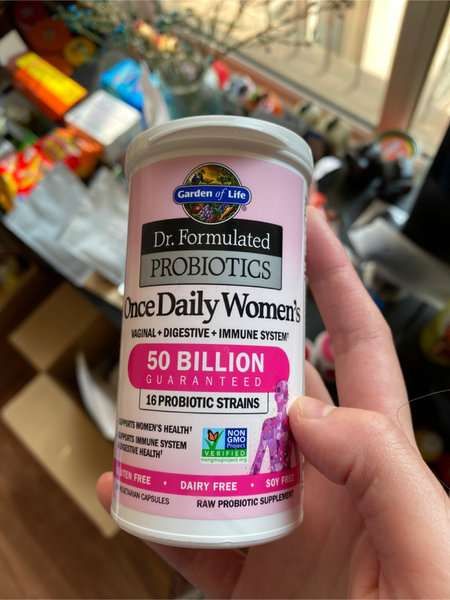 Garden of Life
Dr. Formulated
PROBIOTICS
Once Daily Women's
VAGINAL + DIGESTIVE + IMMUNE SYSTEM†
50 BILLION
GUARANTEED
16 PROBIOTIC STRAINS
SUPPORTS WOMEN'S HEALTH†
SUPPORTS IMMUNE SYSTEM
& DIGESTIVE HEALTH†
NON
GMO
Project
VERIFIED
nongmoproject.org
GLUTEN FREE • DAIRY FREE • SOY FREE
VEGETARIAN CAPSULES
RAW PROBIOTIC SUPPLEMENT